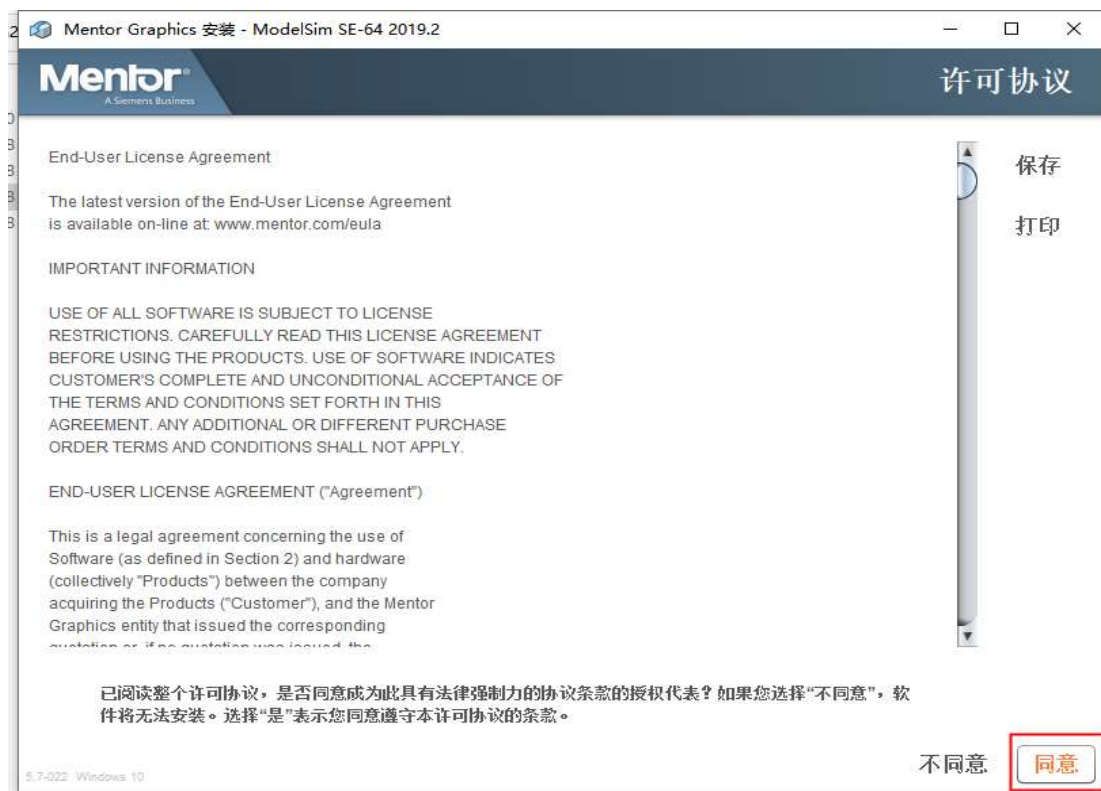 Mentor Graphics 安装 - ModelSim SE-64 2019.2
Mentor®
A Siemens Business
许可协议
End-User License Agreement
The latest version of the End-User License Agreement
is available on-line at: www.mentor.com/eula
IMPORTANT INFORMATION
USE OF ALL SOFTWARE IS SUBJECT TO LICENSE
RESTRICTIONS. CAREFULLY READ THIS LICENSE AGREEMENT
BEFORE USING THE PRODUCTS. USE OF SOFTWARE INDICATES
CUSTOMER'S COMPLETE AND UNCONDITIONAL ACCEPTANCE OF
THE TERMS AND CONDITIONS SET FORTH IN THIS
AGREEMENT. ANY ADDITIONAL OR DIFFERENT PURCHASE
ORDER TERMS AND CONDITIONS SHALL NOT APPLY.
END-USER LICENSE AGREEMENT ("Agreement")
This is a legal agreement concerning the use of
Software (as defined in Section 2) and hardware
(collectively "Products") between the company
acquiring the Products ("Customer"), and the Mentor
Graphics entity that issued the corresponding
quotation or, if no quotation was issued, the
保存
打印
已阅读整个许可协议，是否同意成为此具有法律强制力的协议条款的授权代表？如果您选择“不同意”，软
件将无法安装。选择“是”表示您同意遵守本许可协议的条款。
不同意
同意
5.7-022 Windows 10